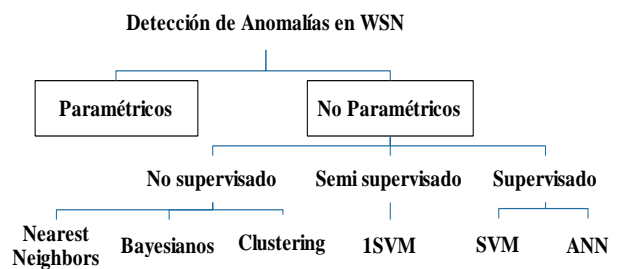 Detección de Anomalías en WSN
Paramétricos
No Paramétricos
No supervisado
Semi supervisado
Supervisado
Nearest
Neighbors
Bayesianos
Clustering
1SVM
SVM
ANN